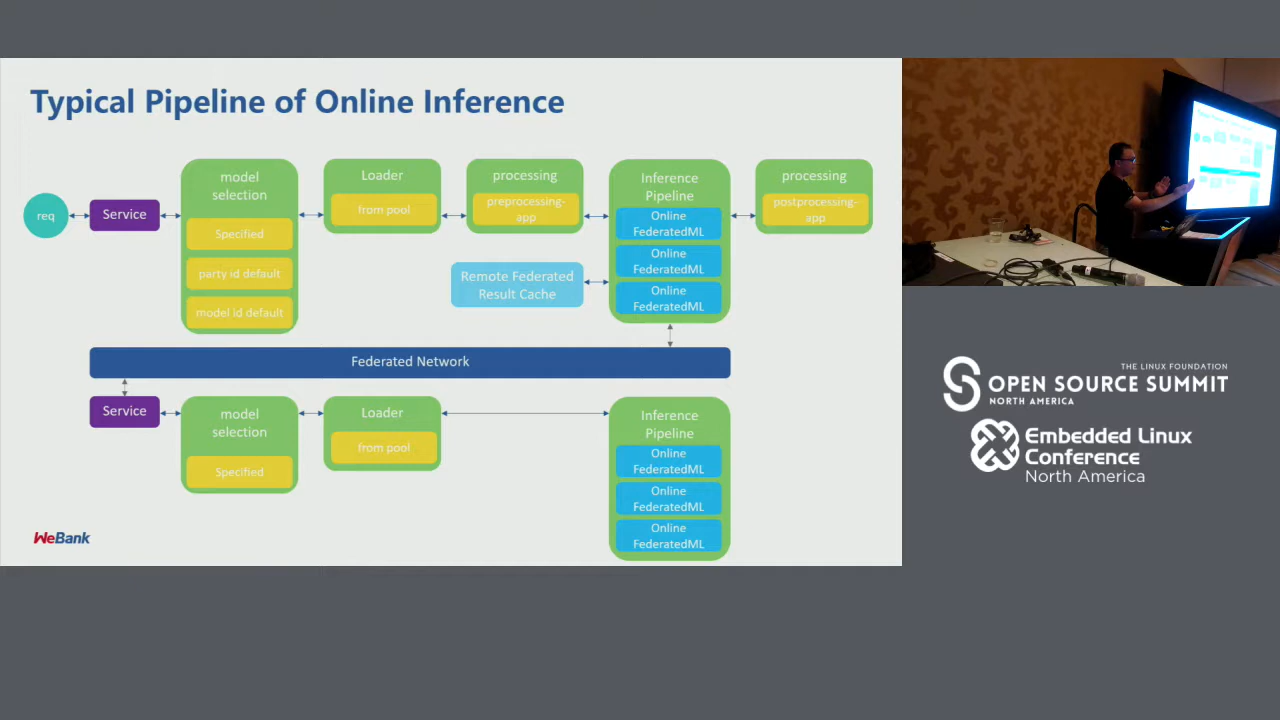 Typical Pipeline of Online Inference
req
Service
model
selection
Specified
party id default
model id default
Loader
from pool
processing
preprocessing-
app
Inference
Pipeline
Online
FederatedML
Online
FederatedML
Online
FederatedML
processing
postprocessing-
app
Remote Federated
Result Cache
Federated Network
Service
model
selection
Specified
Loader
from pool
Inference
Pipeline
Online
FederatedML
Online
FederatedML
Online
FederatedML
WeBank
THE LINUX FOUNDATION
OPEN SOURCE SUMMIT
NORTH AMERICA
Embedded Linux
Conference
North America